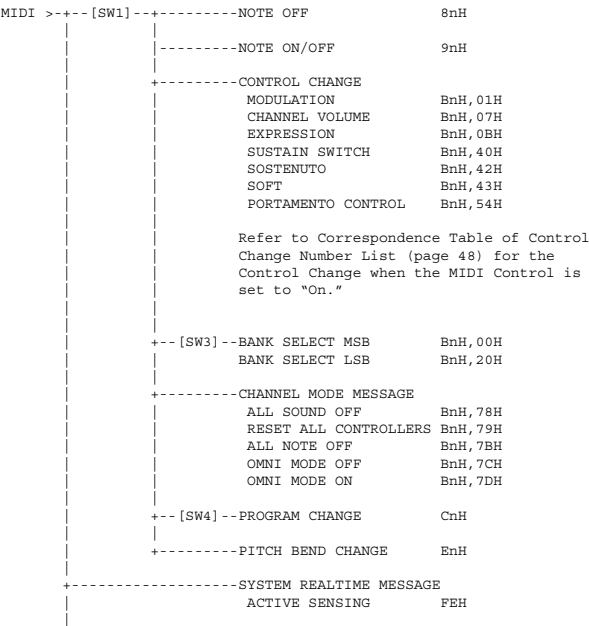 MIDI >-+--[SW1]--+---------NOTE OFF                8nH
       |         |
       |         |---------NOTE ON/OFF             9nH
       |         |
       |         +---------CONTROL CHANGE
       |         |          MODULATION             BnH,01H
       |         |          CHANNEL VOLUME         BnH,07H
       |         |          EXPRESSION             BnH,0BH
       |         |          SUSTAIN SWITCH         BnH,40H
       |         |          SOSTENUTO              BnH,42H
       |         |          SOFT                   BnH,43H
       |         |          PORTAMENTO CONTROL     BnH,54H
       |         |
       |         |         Refer to Correspondence Table of Control
       |         |         Change Number List (page 48) for the
       |         |         Control Change when the MIDI Control is
       |         |         set to “On.”
       |         |
       |         |
       |         +--[SW3]--BANK SELECT MSB         BnH,00H
       |         |         BANK SELECT LSB         BnH,20H
       |         |
       |         +---------CHANNEL MODE MESSAGE
       |         |          ALL SOUND OFF          BnH,78H
       |         |          RESET ALL CONTROLLERS  BnH,79H
       |         |          ALL NOTE OFF           BnH,7BH
       |         |          OMNI MODE OFF          BnH,7CH
       |         |          OMNI MODE ON           BnH,7DH
       |         |
       |         +--[SW4]--PROGRAM CHANGE          CnH
       |         |
       |         +---------PITCH BEND CHANGE       EnH
       |
       +-------------------SYSTEM REALTIME MESSAGE
       |                    ACTIVE SENSING         FEH
       |